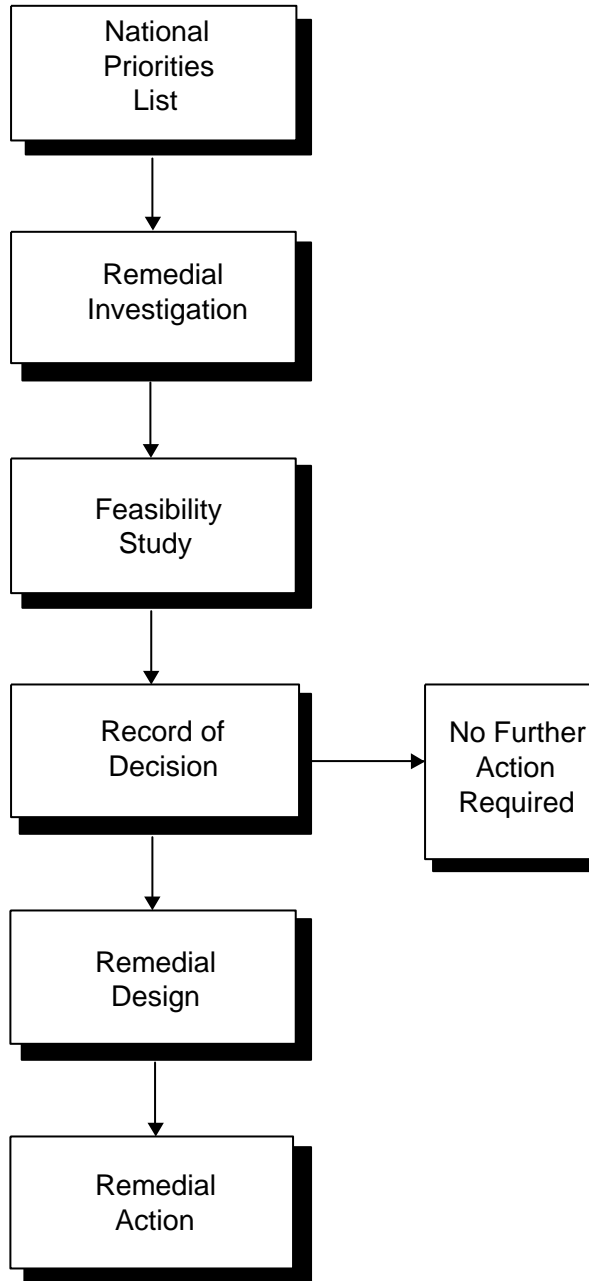 National
Priorities
List
Remedial
Investigation
Feasibility
Study
Record of
Decision
No Further
Action
Required
Remedial
Design
Remedial
Action